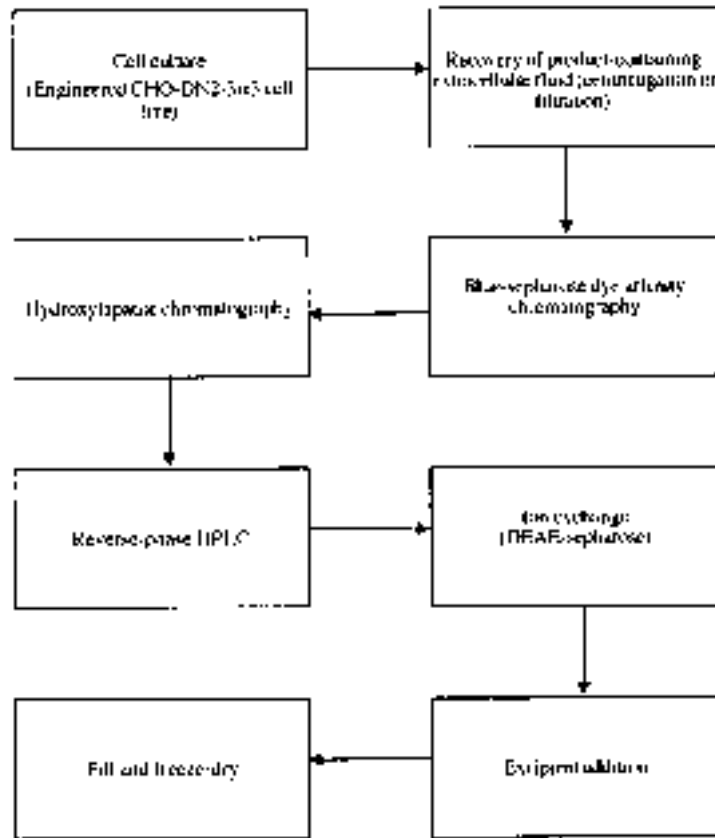 Cell culture
(Engineered CHO-DN2-3α3 cell
line)
Recovery of product-containing
extracellular fluid (centrifugation or
filtration)
Blue-sepharose dye affinity
chromatography
Hydroxylapatite chromatography
Reverse-phase HPLC
Ion exchange
(DEAE-sepharose)
Excipient addition
Fill and freeze-dry